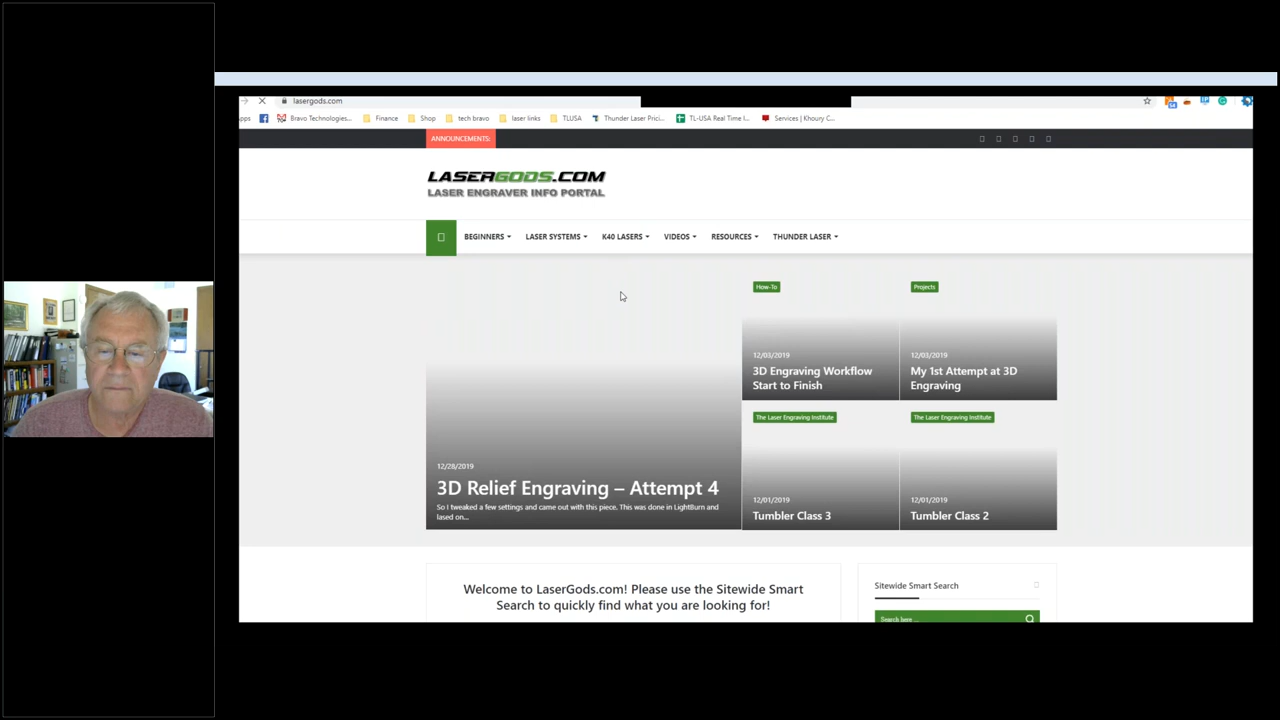 lasergods.com
apps
Bravo Technologies...
Finance
Shop
tech bravo
laser links
TLUSA
Thunder Laser Prici...
TL-USA Real Time I...
Services | Khoury C...
ANNOUNCEMENTS:
LASERGODS.COM
LASER ENGRAVER INFO PORTAL
BEGINNERS
LASER SYSTEMS
K40 LASERS
VIDEOS
RESOURCES
THUNDER LASER
How-To
Projects
12/03/2019
3D Engraving Workflow
Start to Finish
12/03/2019
My 1st Attempt at 3D
Engraving
The Laser Engraving Institute
The Laser Engraving Institute
12/28/2019
3D Relief Engraving – Attempt 4
So I tweaked a few settings and came out with this piece. This was done in LightBurn and
lased on...
12/01/2019
Tumbler Class 3
12/01/2019
Tumbler Class 2
Welcome to LaserGods.com! Please use the Sitewide Smart
Search to quickly find what you are looking for!
Sitewide Smart Search
Search here ...